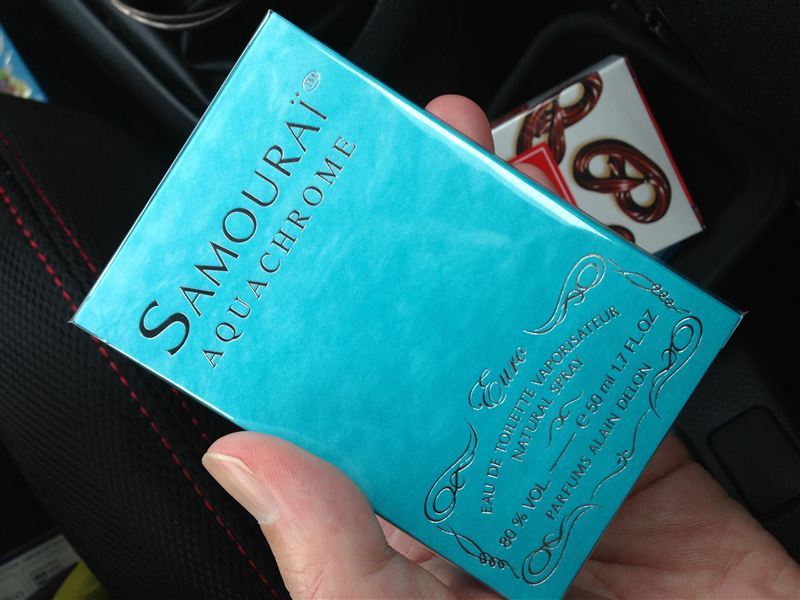 SAMOURAÏ
AQUACHROME
Euro
EAU DE TOILETTE VAPORISATEUR
NATURAL SPRAY
80 % VOL. ℮ 50 ml 1.7 FL.OZ
PARFUMS ALAIN DELON